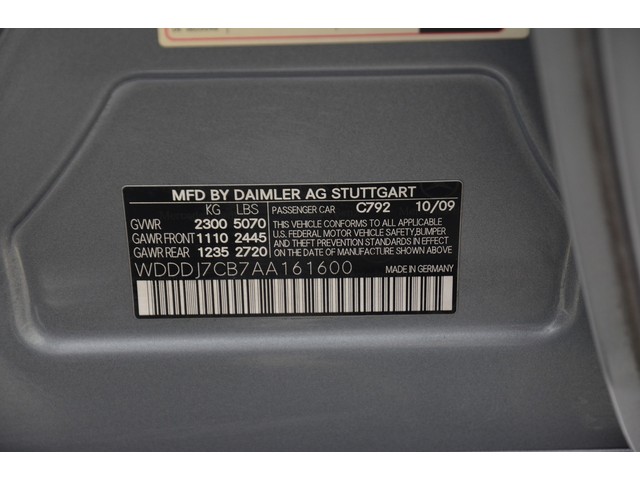 MFD BY DAIMLER AG STUTTGART
KG LBS PASSENGER CAR C792 10/09
GVWR 2300 5070 THIS VEHICLE CONFORMS TO ALL APPLICABLE
GAWR FRONT 1110 2445 U.S. FEDERAL MOTOR VEHICLE SAFETY, BUMPER
GAWR REAR 1235 2720 AND THEFT PREVENTION STANDARDS IN EFFECT ON THE DATE OF MANUFACTURE SHOWN ABOVE.
WDDDJ7CB7AA161600 MADE IN GERMANY